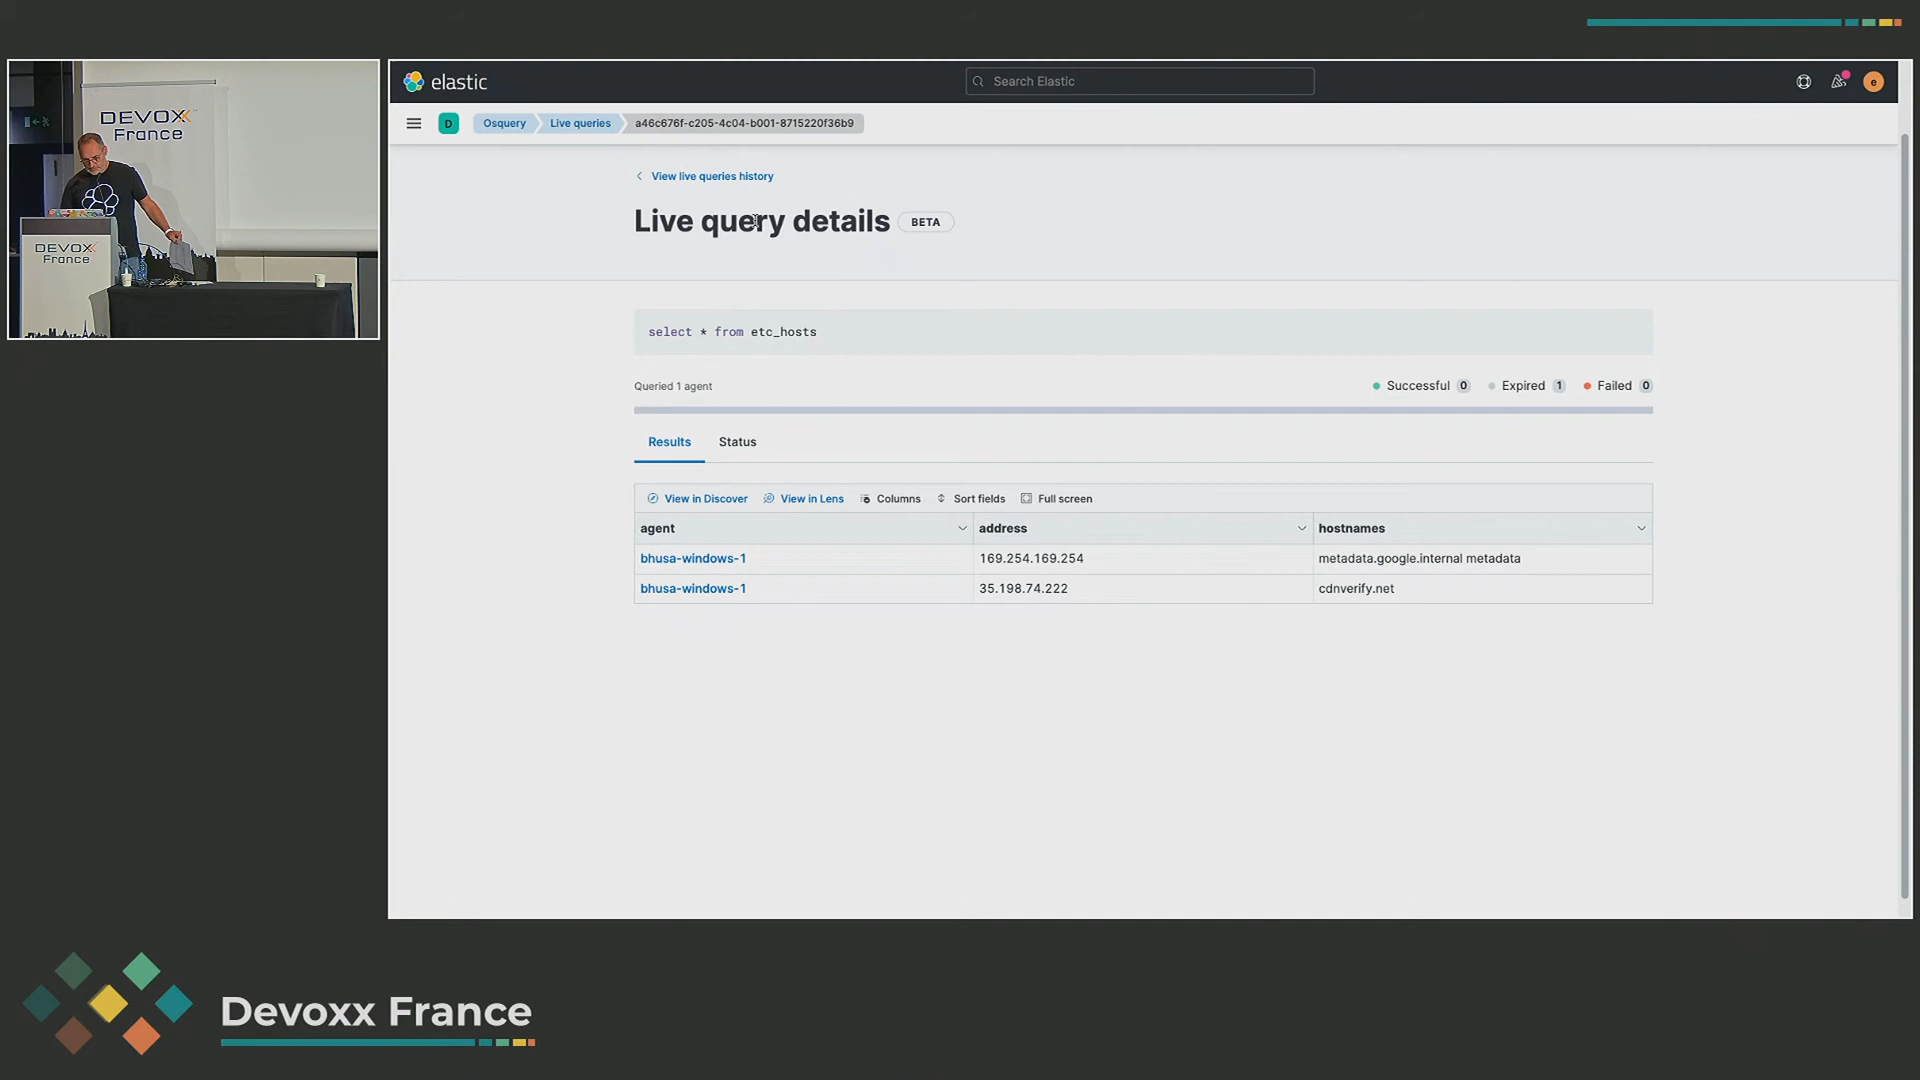 DEVOXX
France
DEVOXX
France
elastic
Search Elastic
e
D
Osquery
Live queries
a46c676f-c205-4c04-b001-8715220f36b9
View live queries history
Live query details BETA
select * from etc_hosts
Queried 1 agent
Successful 0 Expired 1 Failed 0
Results Status
View in Discover View in Lens Columns Sort fields Full screen
agent address hostnames
bhusa-windows-1 169.254.169.254 metadata.google.internal metadata
bhusa-windows-1 35.198.74.222 cdnverify.net
Devoxx France